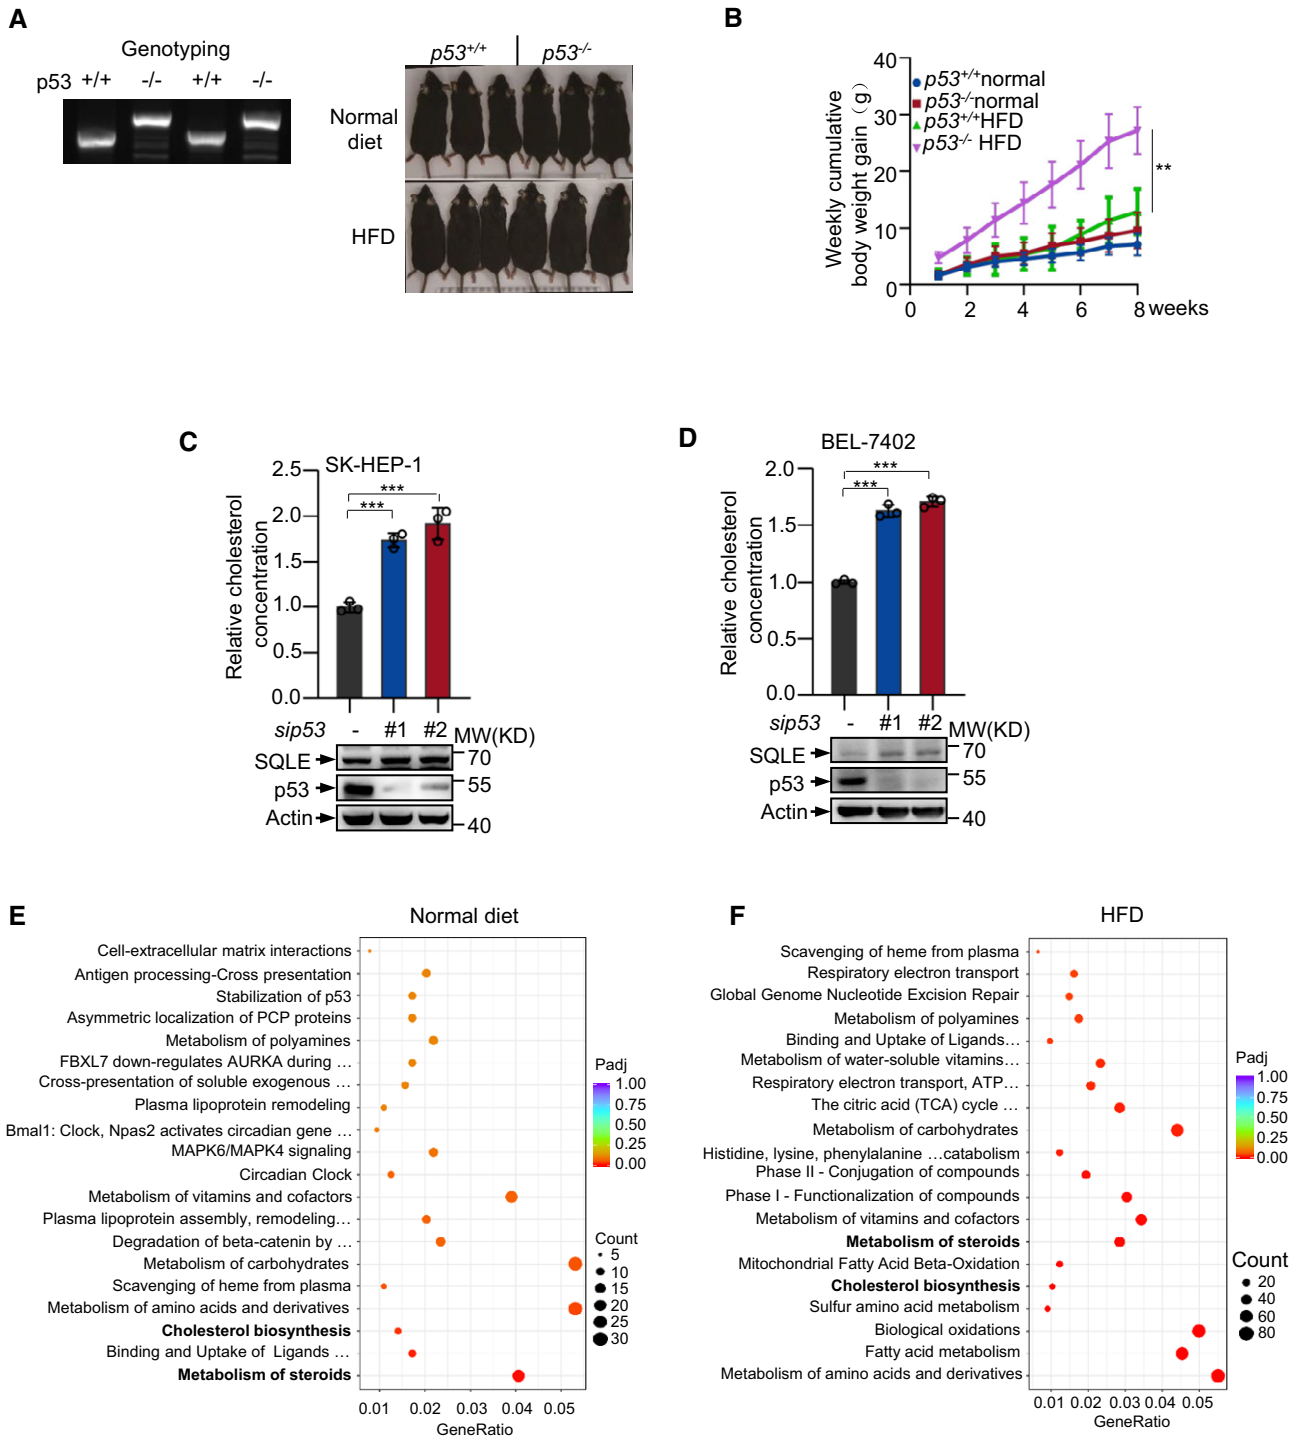 A
Genotyping
p53 +/+ -/- +/+ -/-
p53+/+ p53-/-
Normal
diet
HFD
B
Weekly cumulative
body weight gain (g)
40
30
20
10
0
p53+/+normal
p53-/-normal
p53+/+HFD
p53-/- HFD
**
0 2 4 6 8 weeks
C
SK-HEP-1
Relative cholesterol
concentration
2.5
2.0
1.5
1.0
0.5
0.0
***
***
sip53 - #1 #2 MW(KD)
SQLE 70
p53 55
Actin 40
D
BEL-7402
Relative cholesterol
concentration
2.0
1.5
1.0
0.5
0.0
***
***
sip53 - #1 #2 MW(KD)
SQLE 70
p53 55
Actin 40
E
Normal diet
Cell-extracellular matrix interactions
Antigen processing-Cross presentation
Stabilization of p53
Asymmetric localization of PCP proteins
Metabolism of polyamines
FBXL7 down-regulates AURKA during ...
Cross-presentation of soluble exogenous ...
Plasma lipoprotein remodeling
Bmal1: Clock, Npas2 activates circadian gene ...
MAPK6/MAPK4 signaling
Circadian Clock
Metabolism of vitamins and cofactors
Plasma lipoprotein assembly, remodeling...
Degradation of beta-catenin by ...
Metabolism of carbohydrates
Scavenging of heme from plasma
Metabolism of amino acids and derivatives
Cholesterol biosynthesis
Binding and Uptake of Ligands ...
Metabolism of steroids
0.01 0.02 0.03 0.04 0.05
GeneRatio
Padj
1.00
0.75
0.50
0.25
0.00
Count
5
10
15
20
25
30
F
HFD
Scavenging of heme from plasma
Respiratory electron transport
Global Genome Nucleotide Excision Repair
Metabolism of polyamines
Binding and Uptake of Ligands...
Metabolism of water-soluble vitamins...
Respiratory electron transport, ATP...
The citric acid (TCA) cycle ...
Metabolism of carbohydrates
Histidine, lysine, phenylalanine ...catabolism
Phase II - Conjugation of compounds
Phase I - Functionalization of compounds
Metabolism of vitamins and cofactors
Metabolism of steroids
Mitochondrial Fatty Acid Beta-Oxidation
Cholesterol biosynthesis
Sulfur amino acid metabolism
Biological oxidations
Fatty acid metabolism
Metabolism of amino acids and derivatives
0.01 0.02 0.03 0.04 0.05
GeneRatio
Padj
1.00
0.75
0.50
0.25
0.00
Count
20
40
60
80